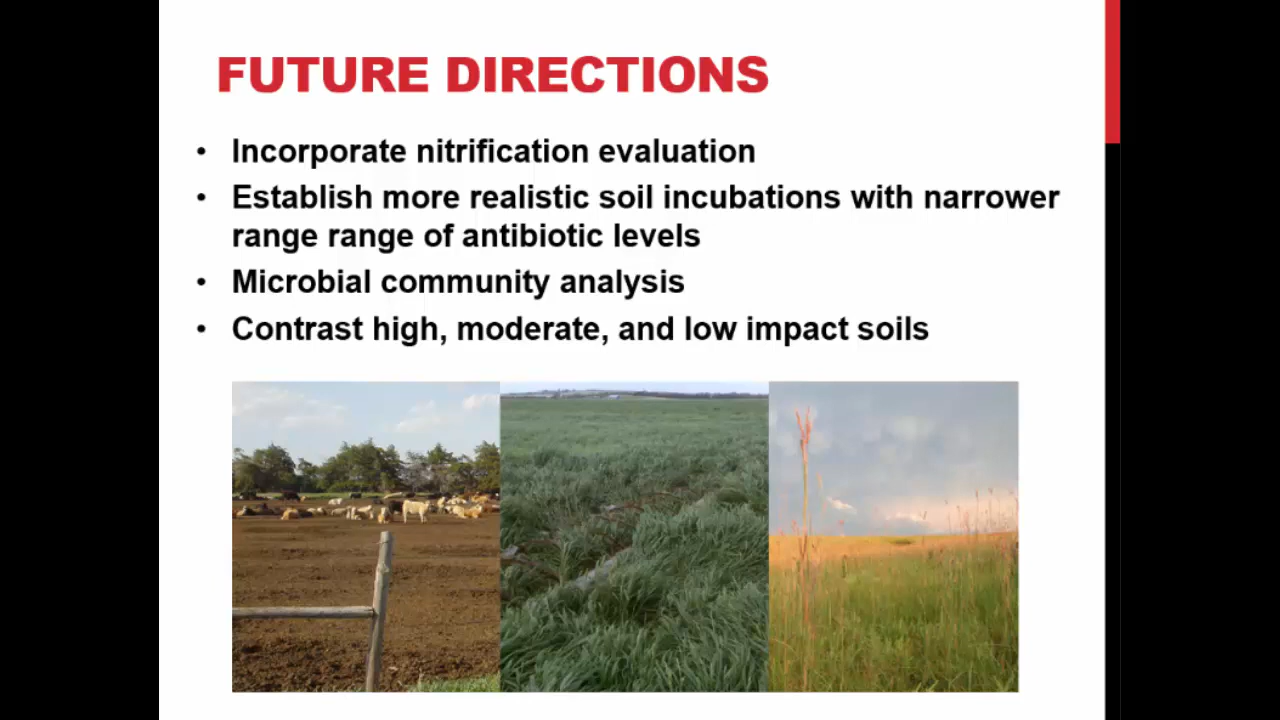 FUTURE DIRECTIONS
• Incorporate nitrification evaluation
• Establish more realistic soil incubations with narrower
range range of antibiotic levels
• Microbial community analysis
• Contrast high, moderate, and low impact soils